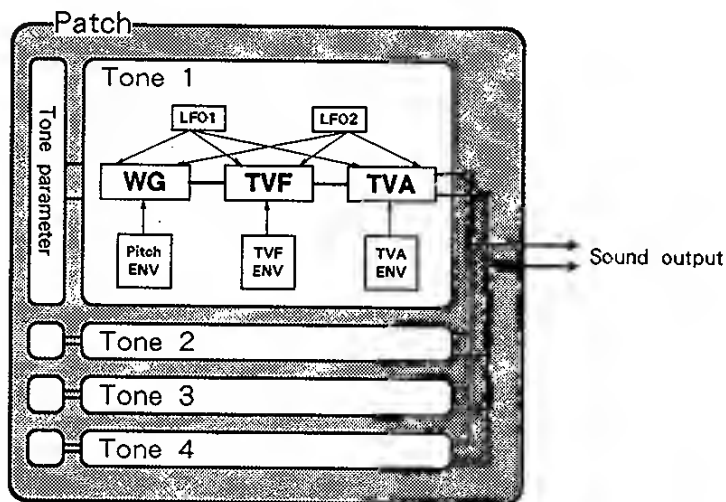 Patch
Tone 1
Tone parameter
LFO1
LFO2
WG
TVF
TVA
Pitch
ENV
TVF
ENV
TVA
ENV
Sound output
Tone 2
Tone 3
Tone 4